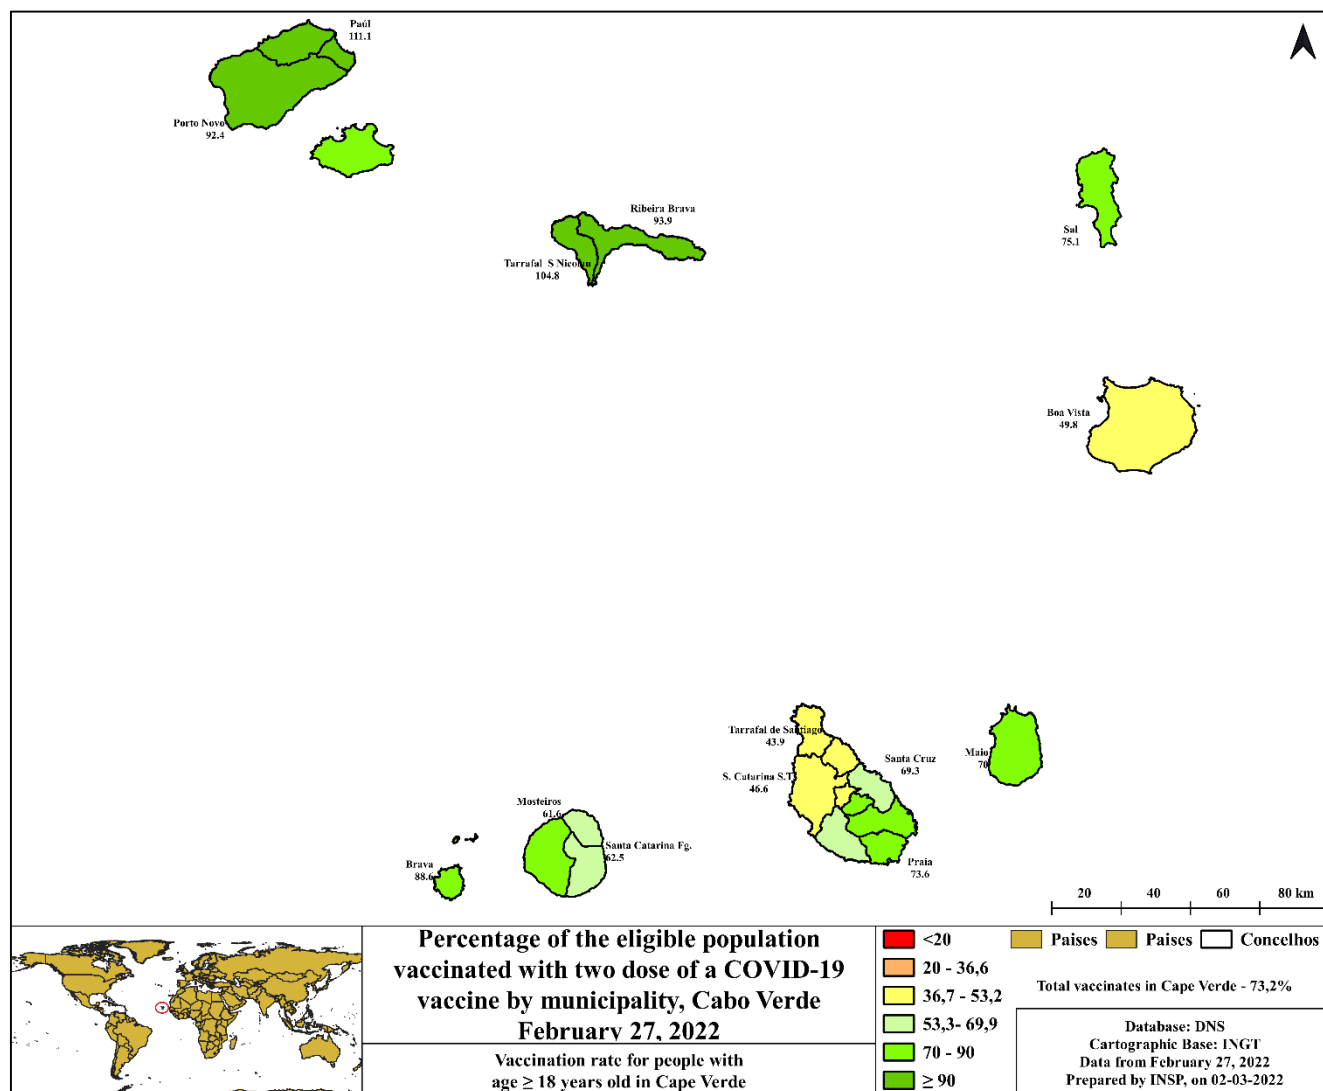 Paúl
111.1
Porto Novo
92.4
Ribeira Brava
93.9
Tarrafal S Nicolau
104.8
Sal
75.1
Boa Vista
49.8
Tarrafal de Santiago
43.9
Santa Cruz
69.3
S. Catarina S.T
46.6
Maio
70
Mosteiros
61.6
Santa Catarina Fg.
62.5
Brava
88.6
Praia
73.6
20 40 60 80 km
Percentage of the eligible population
vaccinated with two dose of a COVID-19
vaccine by municipality, Cabo Verde
February 27, 2022
Vaccination rate for people with
age ≥ 18 years old in Cape Verde
<20
20 - 36,6
36,7 - 53,2
53,3- 69,9
70 - 90
≥ 90
Paises Paises Concelhos
Total vaccinates in Cape Verde - 73,2%
Database: DNS
Cartographic Base: INGT
Data from February 27, 2022
Prepared by INSP, on 02-03-2022